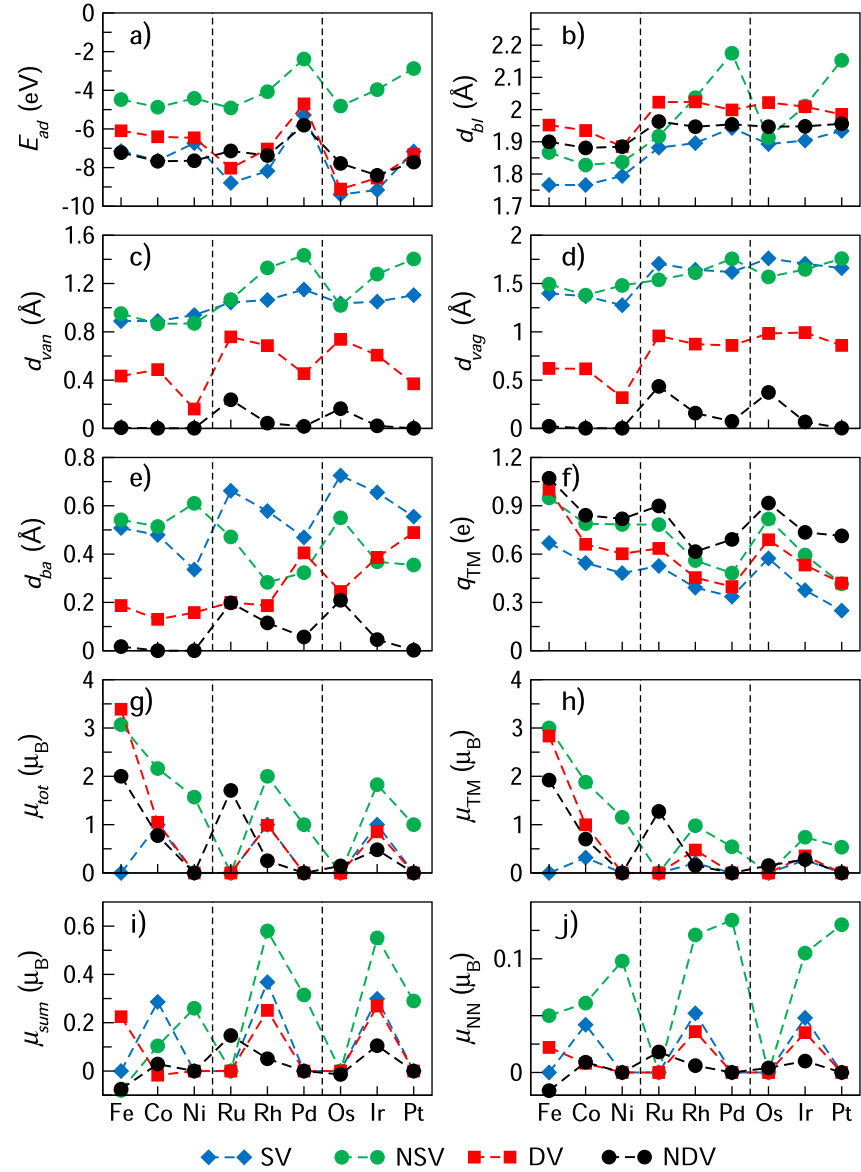 a)
0
-2
-4
-6
-8
-10
E_ad (eV)
b)
2.2
2.1
2
1.9
1.8
1.7
d_bl (Å)
c)
1.6
1.2
0.8
0.4
0
d_van (Å)
d)
2
1.5
1
0.5
0
d_vag (Å)
e)
0.8
0.6
0.4
0.2
0
d_ba (Å)
f)
1.2
0.9
0.6
0.3
0
q_TM (e)
g)
4
3
2
1
0
μ_tot (μ_B)
h)
4
3
2
1
0
μ_TM (μ_B)
i)
0.6
0.4
0.2
0
μ_sum (μ_B)
j)
0.1
0
μ_NN (μ_B)
Fe Co Ni Ru Rh Pd Os Ir Pt
Fe Co Ni Ru Rh Pd Os Ir Pt
SV NSV DV NDV